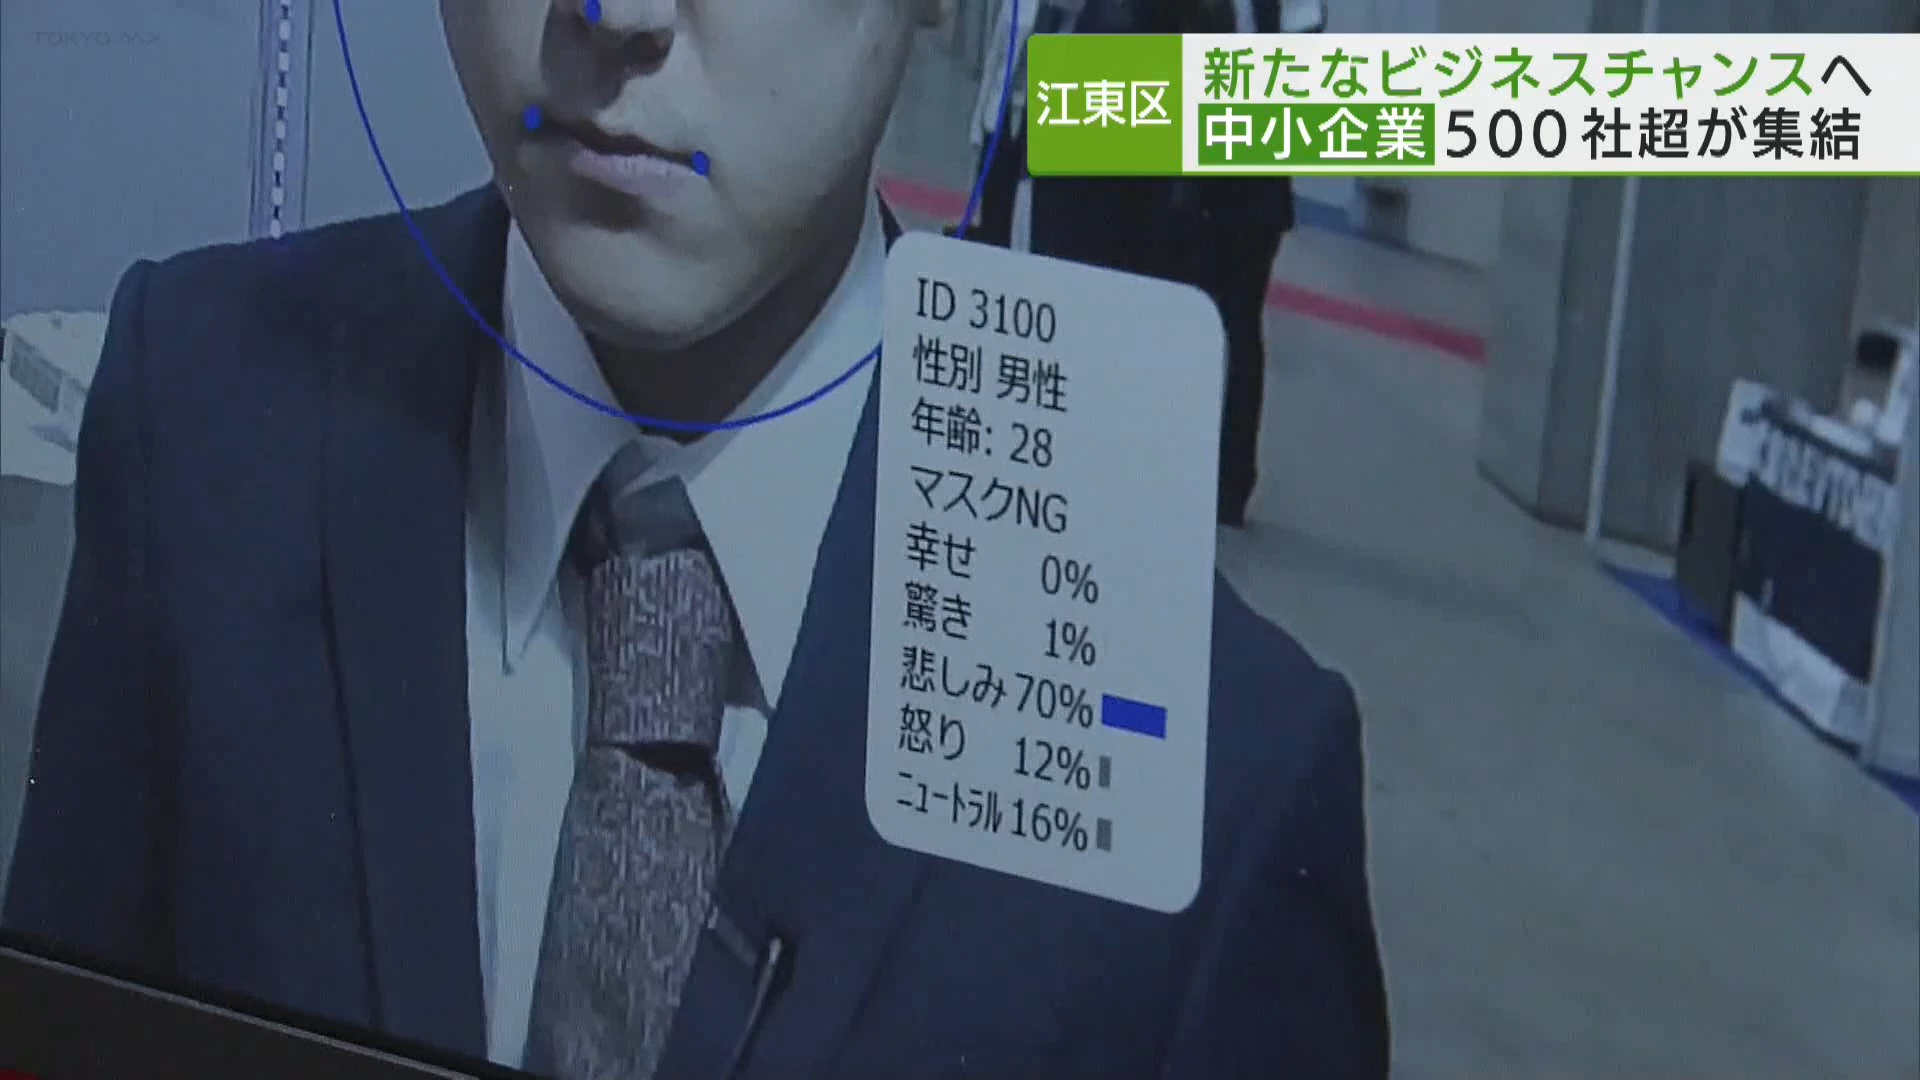 TOKYO MX
江東区
新たなビジネスチャンスへ
中小企業500社超が集結
ID 3100
性別 男性
年齢: 28
マスクNG
幸せ 0%
驚き 1%
悲しみ 70%
怒り 12%
ﾆｭｰﾄﾗﾙ 16%